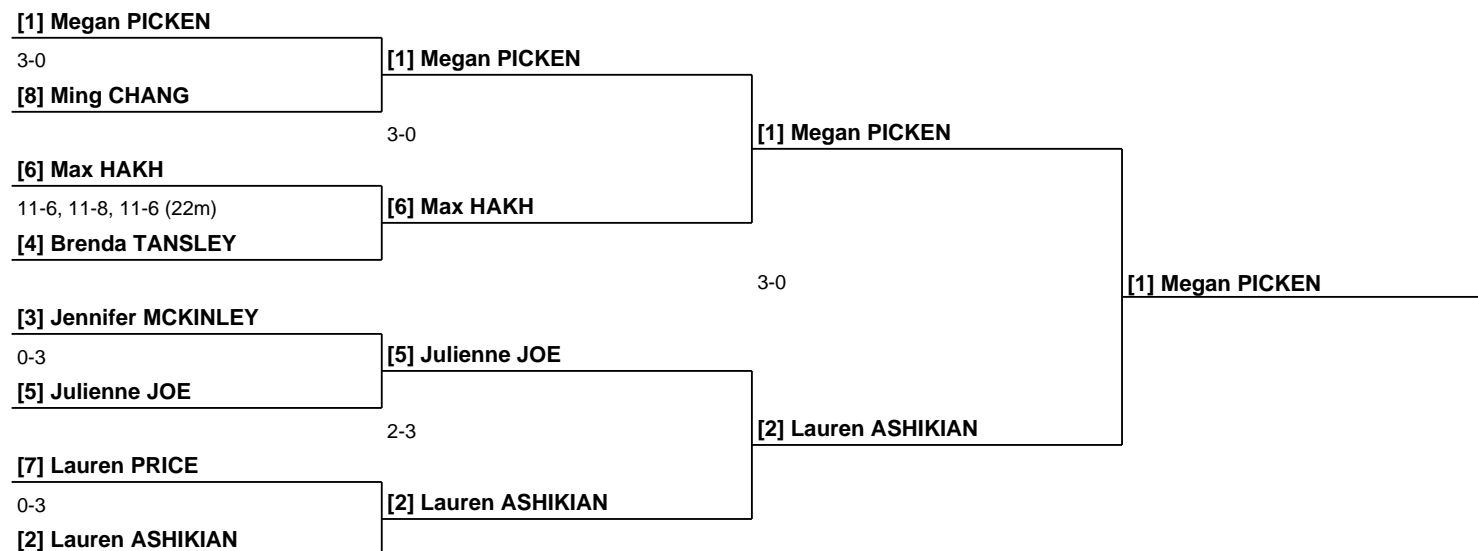 [1] Megan PICKEN
3-0
[1] Megan PICKEN
[8] Ming CHANG
3-0
[1] Megan PICKEN
[6] Max HAKH
11-6, 11-8, 11-6 (22m)
[6] Max HAKH
[4] Brenda TANSLEY
3-0
[1] Megan PICKEN
[3] Jennifer MCKINLEY
0-3
[5] Julienne JOE
[5] Julienne JOE
2-3
[2] Lauren ASHIKIAN
[7] Lauren PRICE
0-3
[2] Lauren ASHIKIAN
[2] Lauren ASHIKIAN